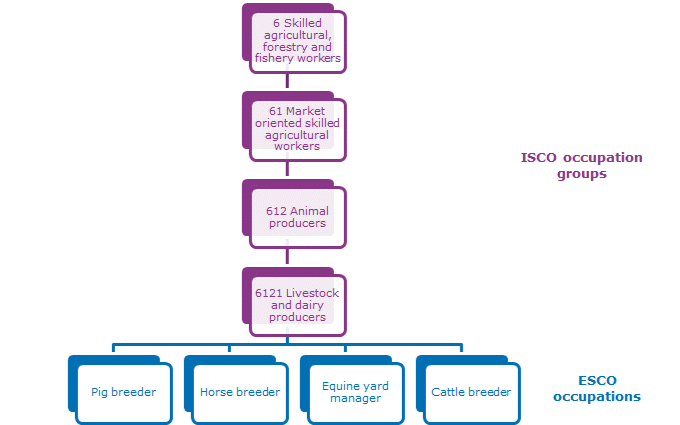 6 Skilled
agricultural,
forestry and
fishery workers
61 Market
oriented skilled
agricultural
workers
ISCO occupation
groups
612 Animal
producers
6121 Livestock
and dairy
producers
Pig breeder
Horse breeder
Equine yard
manager
Cattle breeder
ESCO
occupations